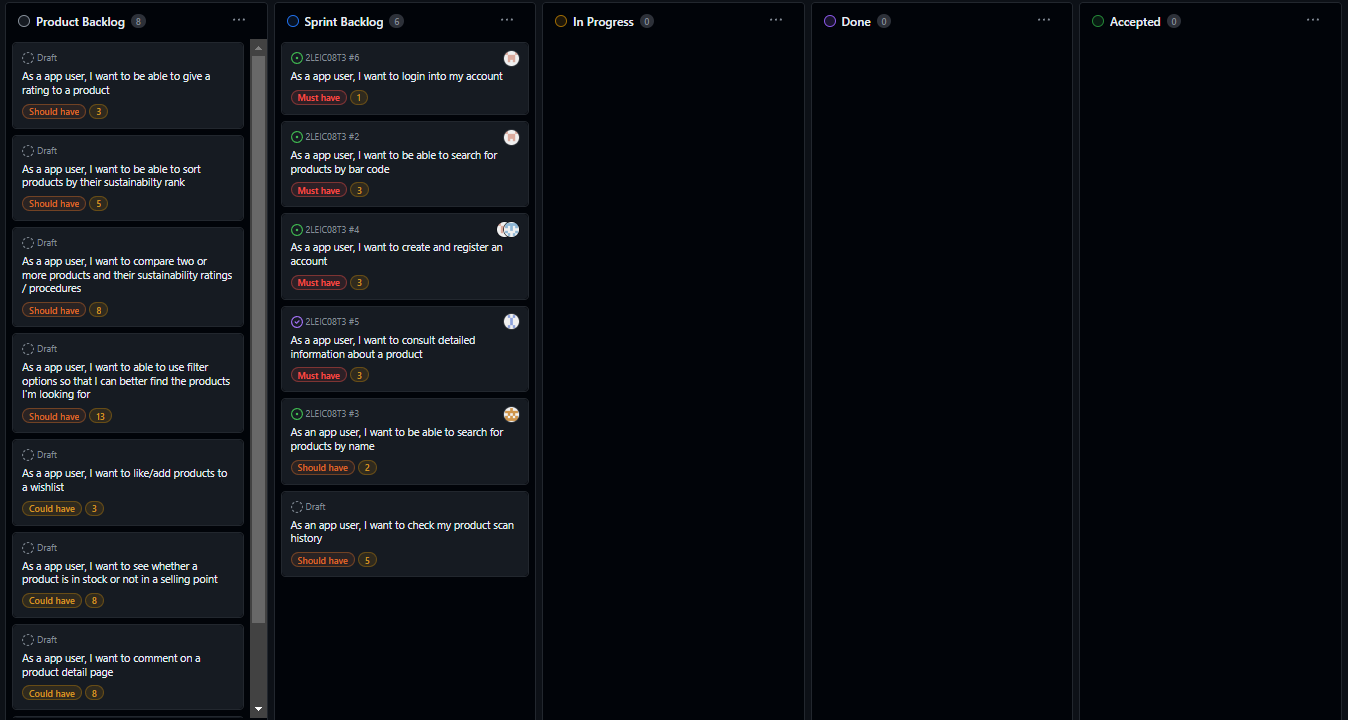 Product Backlog 8
Draft
As a app user, I want to be able to give a
rating to a product
Should have 3
Draft
As a app user, I want to be able to sort
products by their sustainabilty rank
Should have 5
Draft
As a app user, I want to compare two or
more products and their sustainability ratings
/ procedures
Should have 8
Draft
As a app user, I want to able to use filter
options so that I can better find the products
I'm looking for
Should have 13
Draft
As a app user, I want to like/add products to
a wishlist
Could have 3
Draft
As a app user, I want to see whether a
product is in stock or not in a selling point
Could have 8
Draft
As a app user, I want to comment on a
product detail page
Could have 8
Sprint Backlog 6
2LEIC08T3 #6
As a app user, I want to login into my account
Must have 1
2LEIC08T3 #2
As a app user, I want to be able to search for
products by bar code
Must have 3
2LEIC08T3 #4
As a app user, I want to create and register an
account
Must have 3
2LEIC08T3 #5
As a app user, I want to consult detailed
information about a product
Must have 3
2LEIC08T3 #3
As an app user, I want to be able to search for
products by name
Should have 2
Draft
As an app user, I want to check my product scan
history
Should have 5
In Progress 0
Done 0
Accepted 0